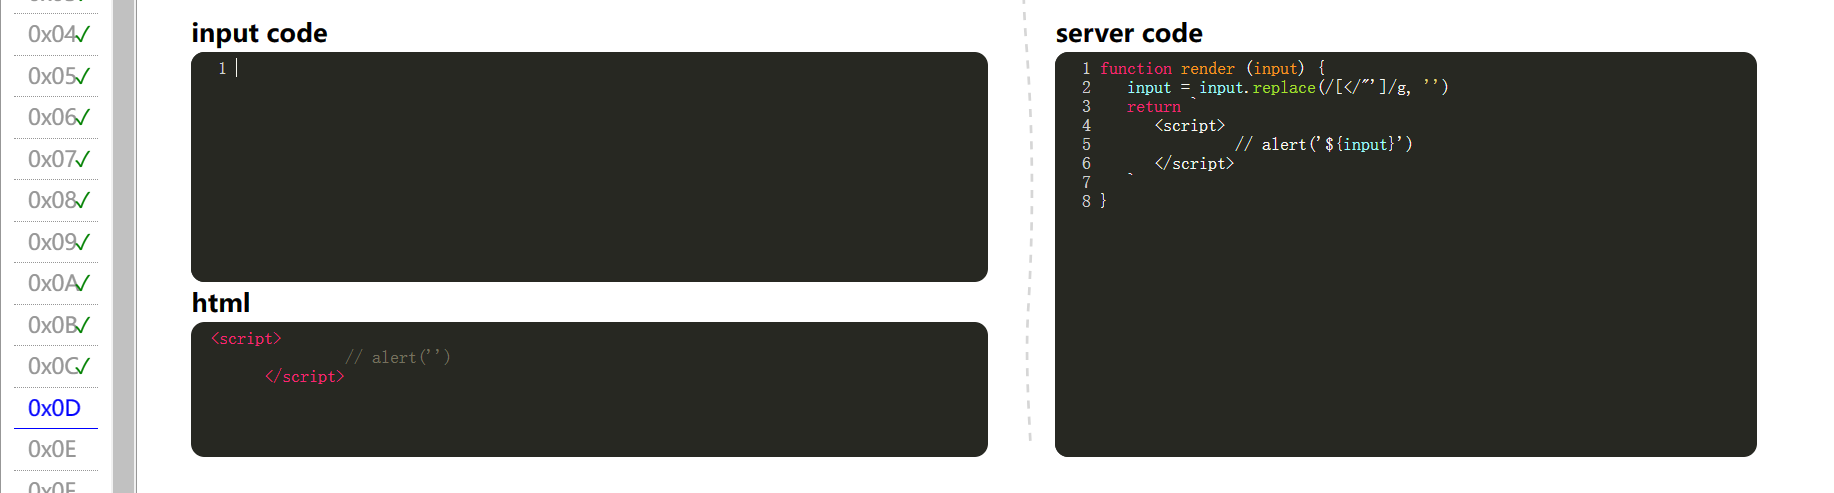 0x04✓
0x05✓
0x06✓
0x07✓
0x08✓
0x09✓
0x0A✓
0x0B✓
0x0C✓
0x0D
0x0E
input code
1
html
<script>
// alert('')
</script>
server code
1 function render (input) {
2 input = input.replace(/[</"']/g, '')
3 return `
4 <script>
5 // alert('${input}')
6 </script>
7 `
8 }